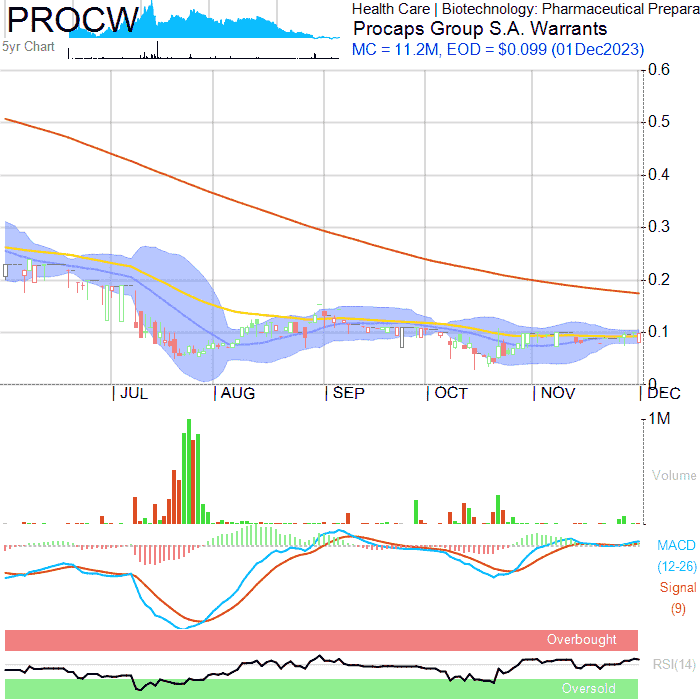 PROCW
Health Care | Biotechnology: Pharmaceutical Prepara
Procaps Group S.A. Warrants
5yr Chart
MC = 11.2M, EOD = $0.099 (01Dec2023)
0.6
0.5
0.4
0.3
0.2
0.1
0
| JUL | AUG | SEP | OCT | NOV | DEC
1M
Volume
MACD
(12-26)
Signal
(9)
Overbought
RSI(14)
Oversold